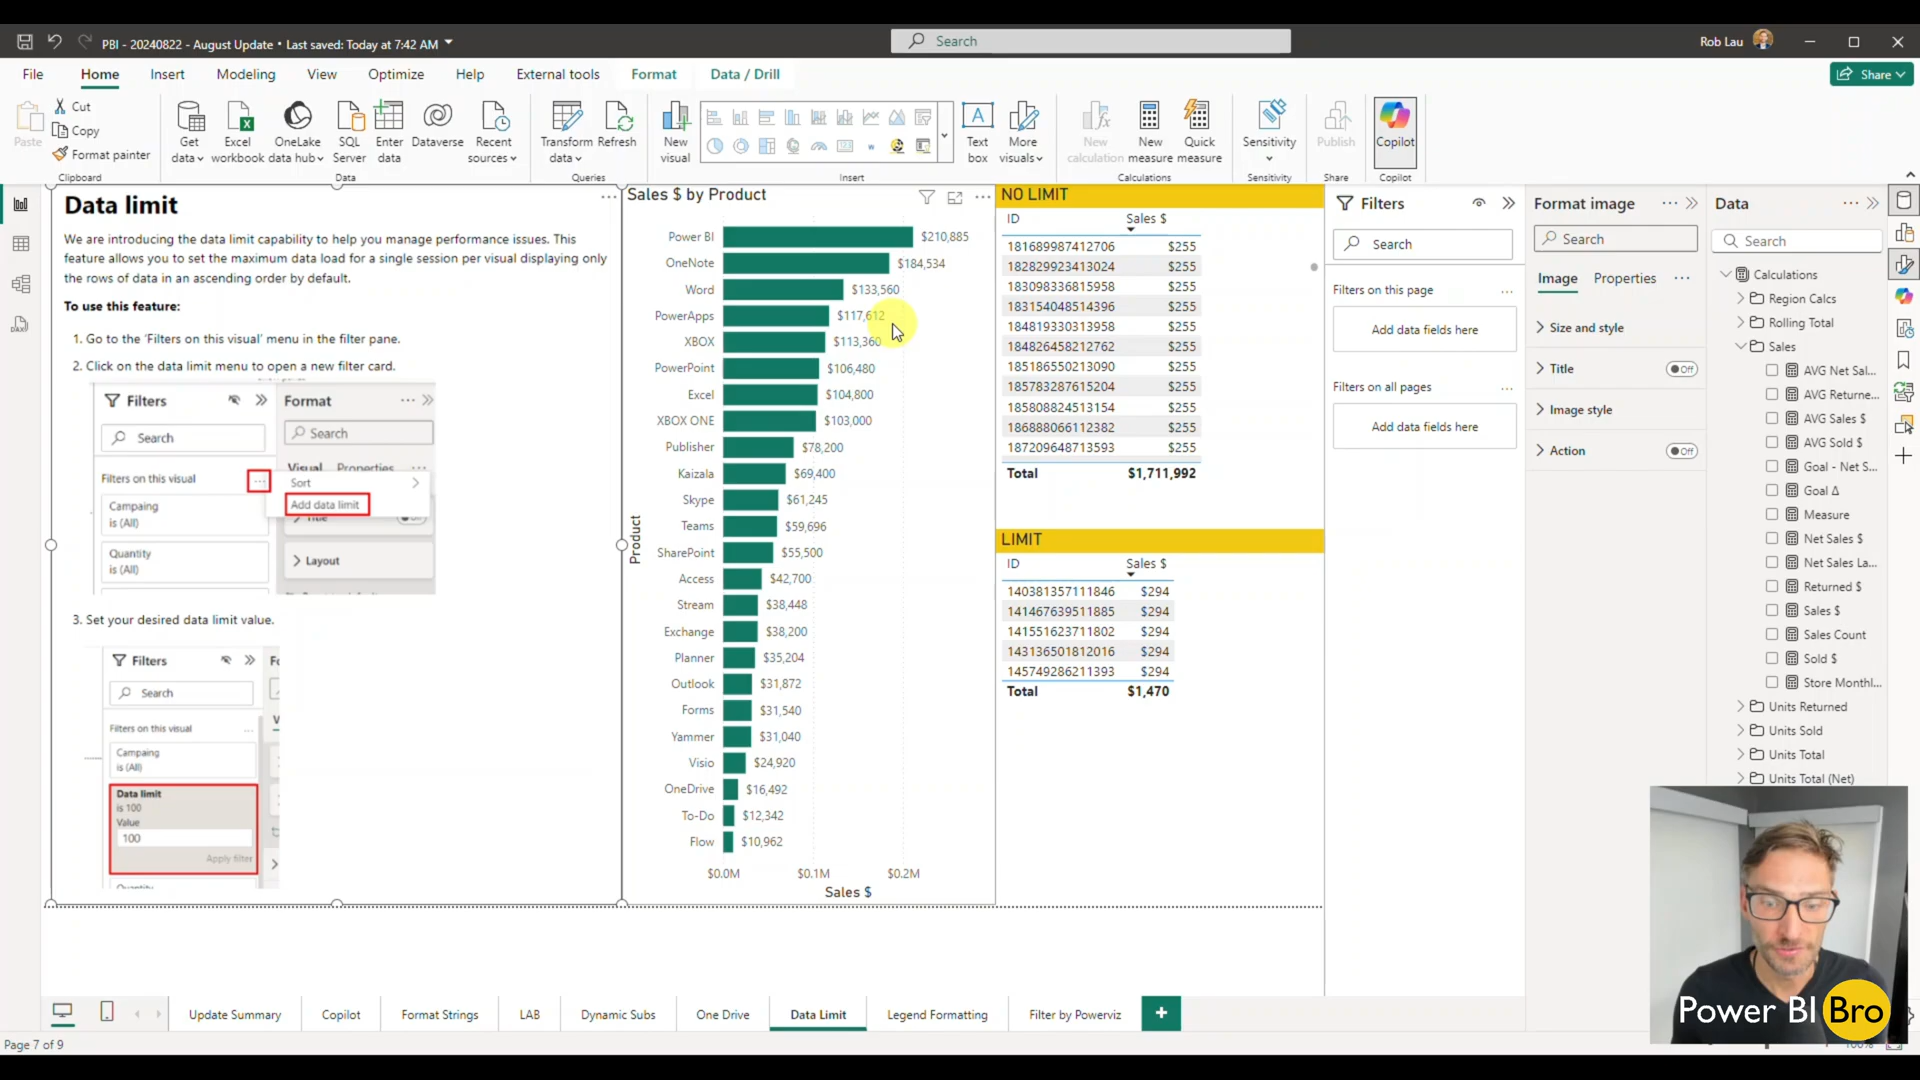 PBI - 20240822 - August Update • Last saved: Today at 7:42 AM
Search
Rob Lau
File
Home
Insert
Modeling
View
Optimize
Help
External tools
Format
Data / Drill
Share
Paste
Cut
Copy
Format painter
Clipboard
Get data
Excel workbook
OneLake data hub
SQL Server
Enter data
Dataverse
Recent sources
Data
Transform data
Refresh
Queries
New visual
Text box
More visuals
Insert
New calculation
New measure
Quick measure
Calculations
Sensitivity
Sensitivity
Publish
Share
Copilot
Copilot
Data limit
We are introducing the data limit capability to help you manage performance issues. This
feature allows you to set the maximum data load for a single session per visual displaying only
the rows of data in an ascending order by default.
To use this feature:
1. Go to the 'Filters on this visual' menu in the filter pane.
2. Click on the data limit menu to open a new filter card.
Filters
Format
Search
Search
Visual
Properties
Filters on this visual
Sort
Add data limit
Campaing
is (All)
Title
Quantity
is (All)
Layout
3. Set your desired data limit value.
Filters
Search
Filters on this visual
Campaing
is (All)
Data limit
is 100
Value
100
Apply filter
Quantity
Sales $ by Product
Product
Power BI $210,885
OneNote $184,534
Word $133,560
PowerApps $117,612
XBOX $113,360
PowerPoint $106,480
Excel $104,800
XBOX ONE $103,000
Publisher $78,200
Kaizala $69,400
Skype $61,245
Teams $59,696
SharePoint $55,500
Access $42,700
Stream $38,448
Exchange $38,200
Planner $35,204
Outlook $31,872
Forms $31,540
Yammer $31,040
Visio $24,920
OneDrive $16,492
To-Do $12,342
Flow $10,962
$0.0M $0.1M $0.2M
Sales $
NO LIMIT
ID Sales $
181689987412706 $255
182829923413024 $255
183098336815958 $255
183154048514396 $255
184819330313958 $255
184826458212762 $255
185186550213090 $255
185783287615204 $255
185808824513154 $255
186888066112382 $255
187209648713593 $255
Total $1,711,992
LIMIT
ID Sales $
140381357111846 $294
141467639511885 $294
141551623711802 $294
143136501812016 $294
145749286211393 $294
Total $1,470
Filters
Search
Filters on this page
Add data fields here
Filters on all pages
Add data fields here
Format image
Search
Image
Properties
Size and style
Title
Off
Image style
Action
Off
Data
Search
Calculations
Region Calcs
Rolling Total
Sales
AVG Net Sal...
AVG Returne...
AVG Sales $
AVG Sold $
Goal - Net S...
Goal Δ
Measure
Net Sales $
Net Sales La...
Returned $
Sales $
Sales Count
Sold $
Store Monthl...
Units Returned
Units Sold
Units Total
Units Total (Net)
Power BI Bro
Update Summary
Copilot
Format Strings
LAB
Dynamic Subs
One Drive
Data Limit
Legend Formatting
Filter by Powerviz
Page 7 of 9